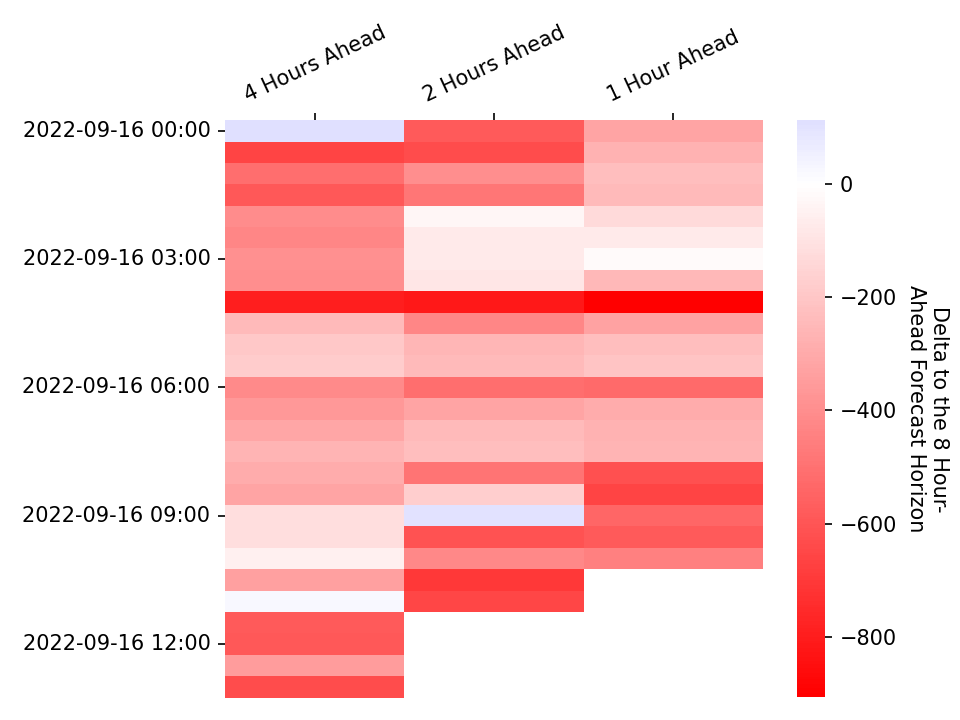 4 Hours Ahead
2 Hours Ahead
1 Hour Ahead
2022-09-16 00:00
2022-09-16 03:00
2022-09-16 06:00
2022-09-16 09:00
2022-09-16 12:00
0
−200
−400
−600
−800
Delta to the 8 Hour-
Ahead Forecast Horizon